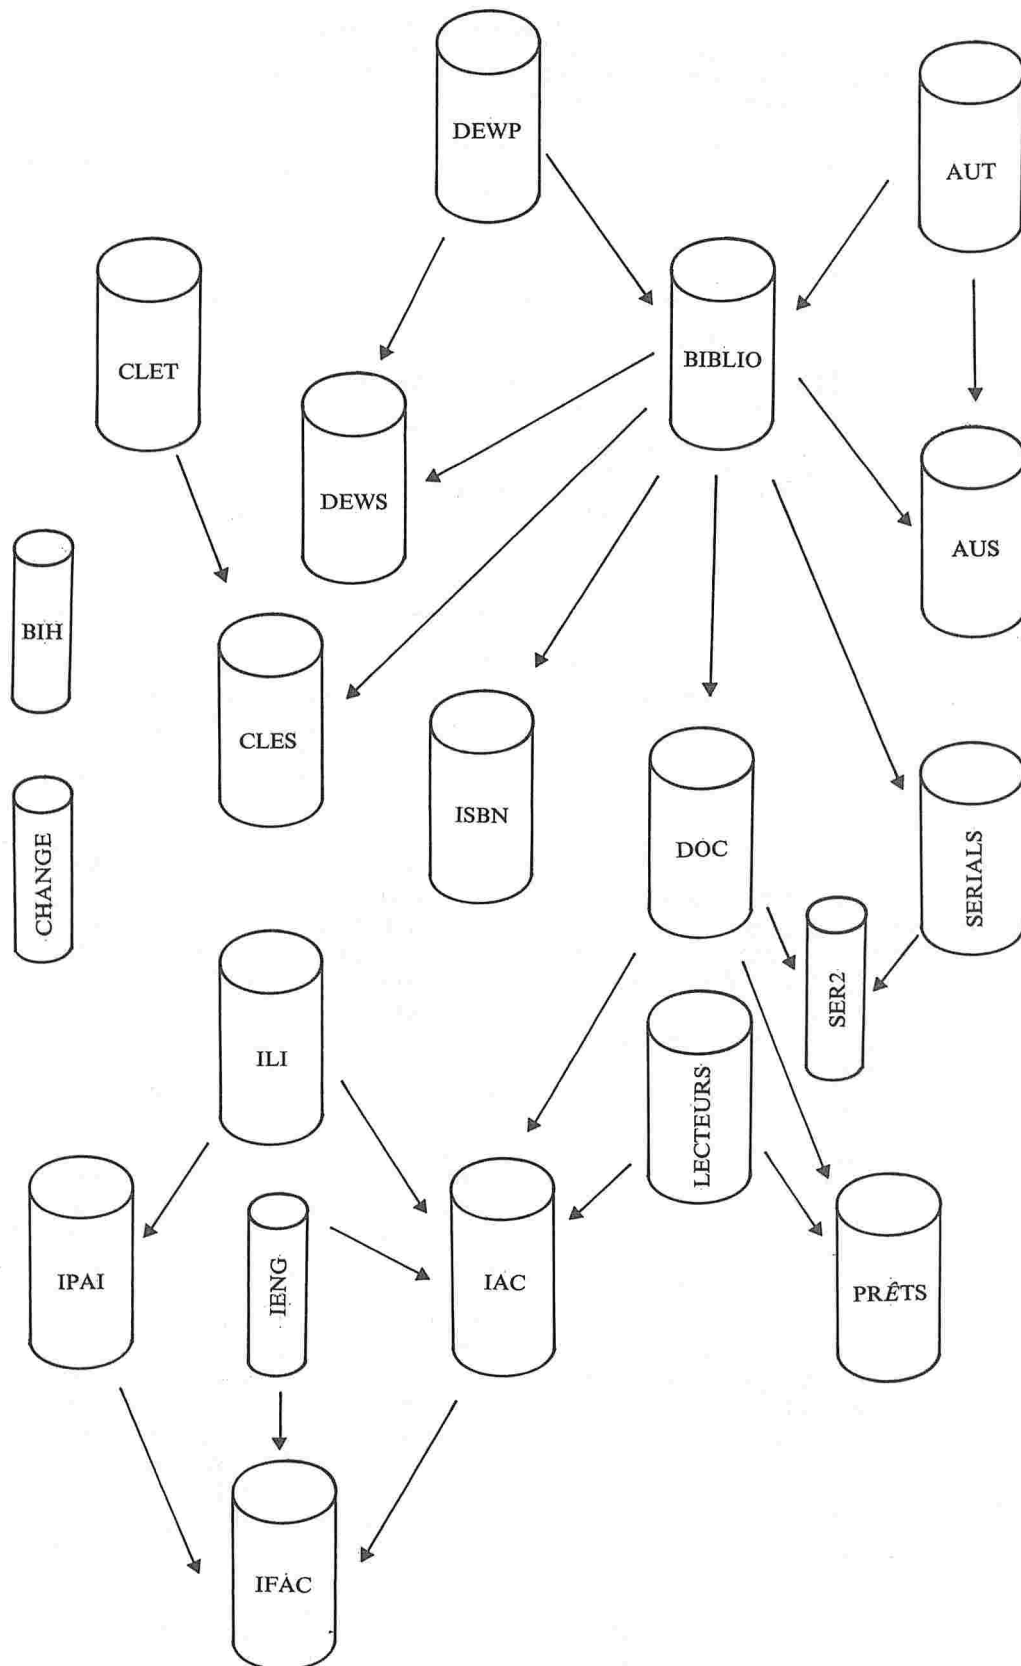 DEWP
AUT
CLET
BIBLIO
DEWS
AUS
BIH
CLES
ISBN
DOC
CHANGE
SERIALS
SER2
ILI
LECTEURS
IPAI
IENG
IAC
PRÊTS
IFAC